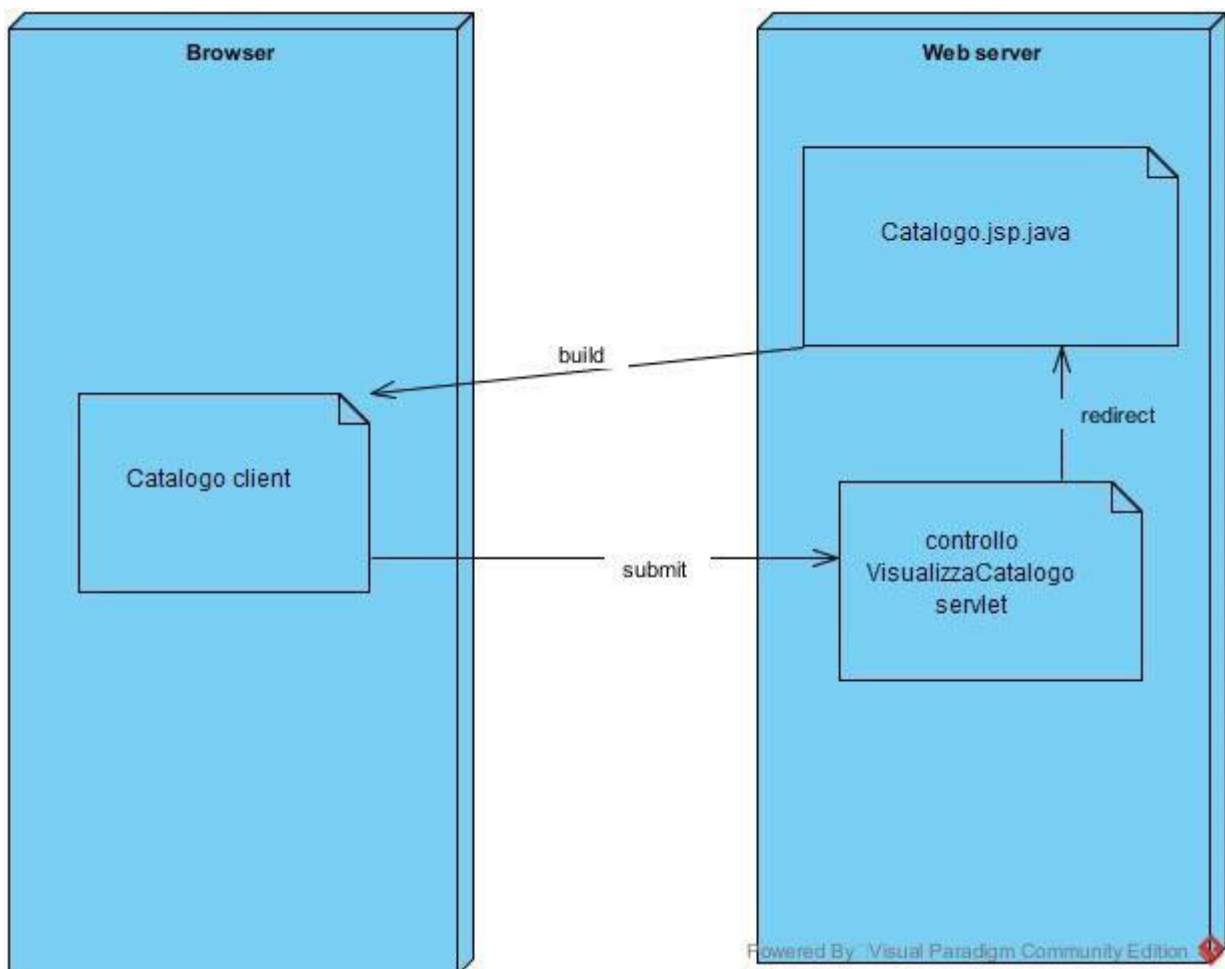 Browser
Web server
Catalogo.jsp.java
build
redirect
Catalogo client
controllo
VisualizzaCatalogo
servlet
submit
Powered By Visual Paradigm Community Edition